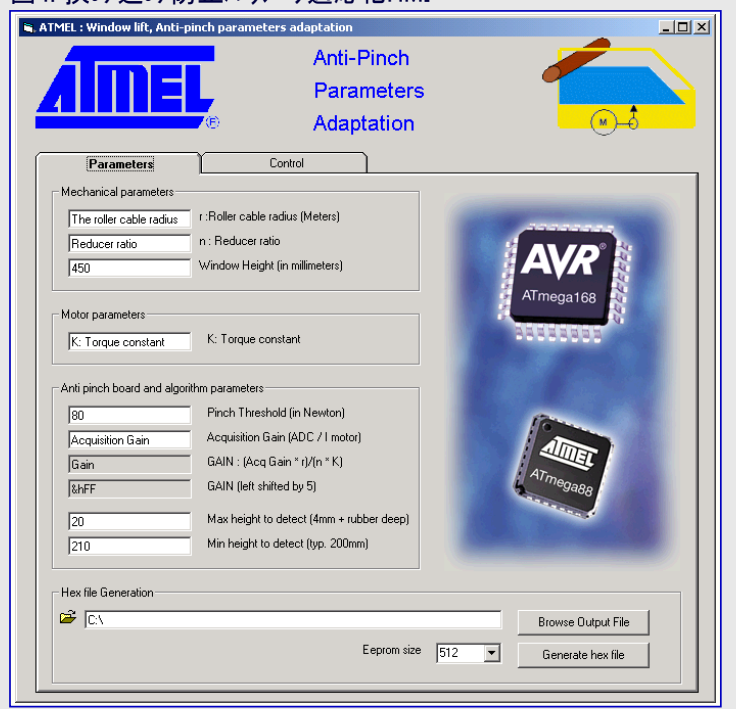 ATMEL : Window lift, Anti-pinch parameters adaptation
ATMEL ®
Anti-Pinch
Parameters
Adaptation
M
Parameters
Control
Mechanical parameters
The roller cable radius r :Roller cable radius (Meters)
Reducer ratio n : Reducer ratio
450 Window Height (in millimeters)
AVR®
ATmega168
Motor parameters
K: Torque constant K: Torque constant
Anti pinch board and algorithm parameters
80 Pinch Threshold (in Newton)
Acquisition Gain Acquisition Gain (ADC / I motor)
Gain GAIN : (Acq Gain * r)/(n * K)
&hFF GAIN (left shifted by 5)
20 Max height to detect (4mm + rubber deep)
210 Min height to detect (typ. 200mm)
ATMEL
ATmega88
Hex file Generation
C:\ Browse Output File
Eeprom size 512 Generate hex file